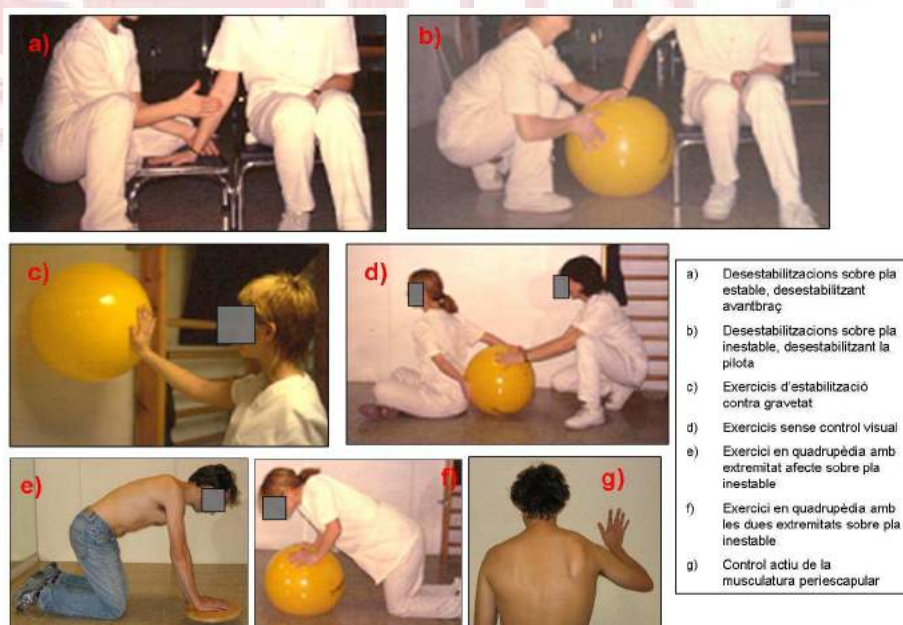 a)
b)
c)
d)
e)
f)
g)
a) Desestabilitzacions sobre pla
estable, desestabilitzant
avantbraç
b) Desestabilitzacions sobre pla
inestable, desestabilitzant la
pilota
c) Exercicis d'estabilització
contra gravetat
d) Exercicis sense control visual
e) Exercici en quadrupèdia amb
extremitat afecte sobre pla
inestable
f) Exercici en quadrupèdia amb
les dues extremitats sobre pla
inestable
g) Control actiu de la
musculatura periescapular